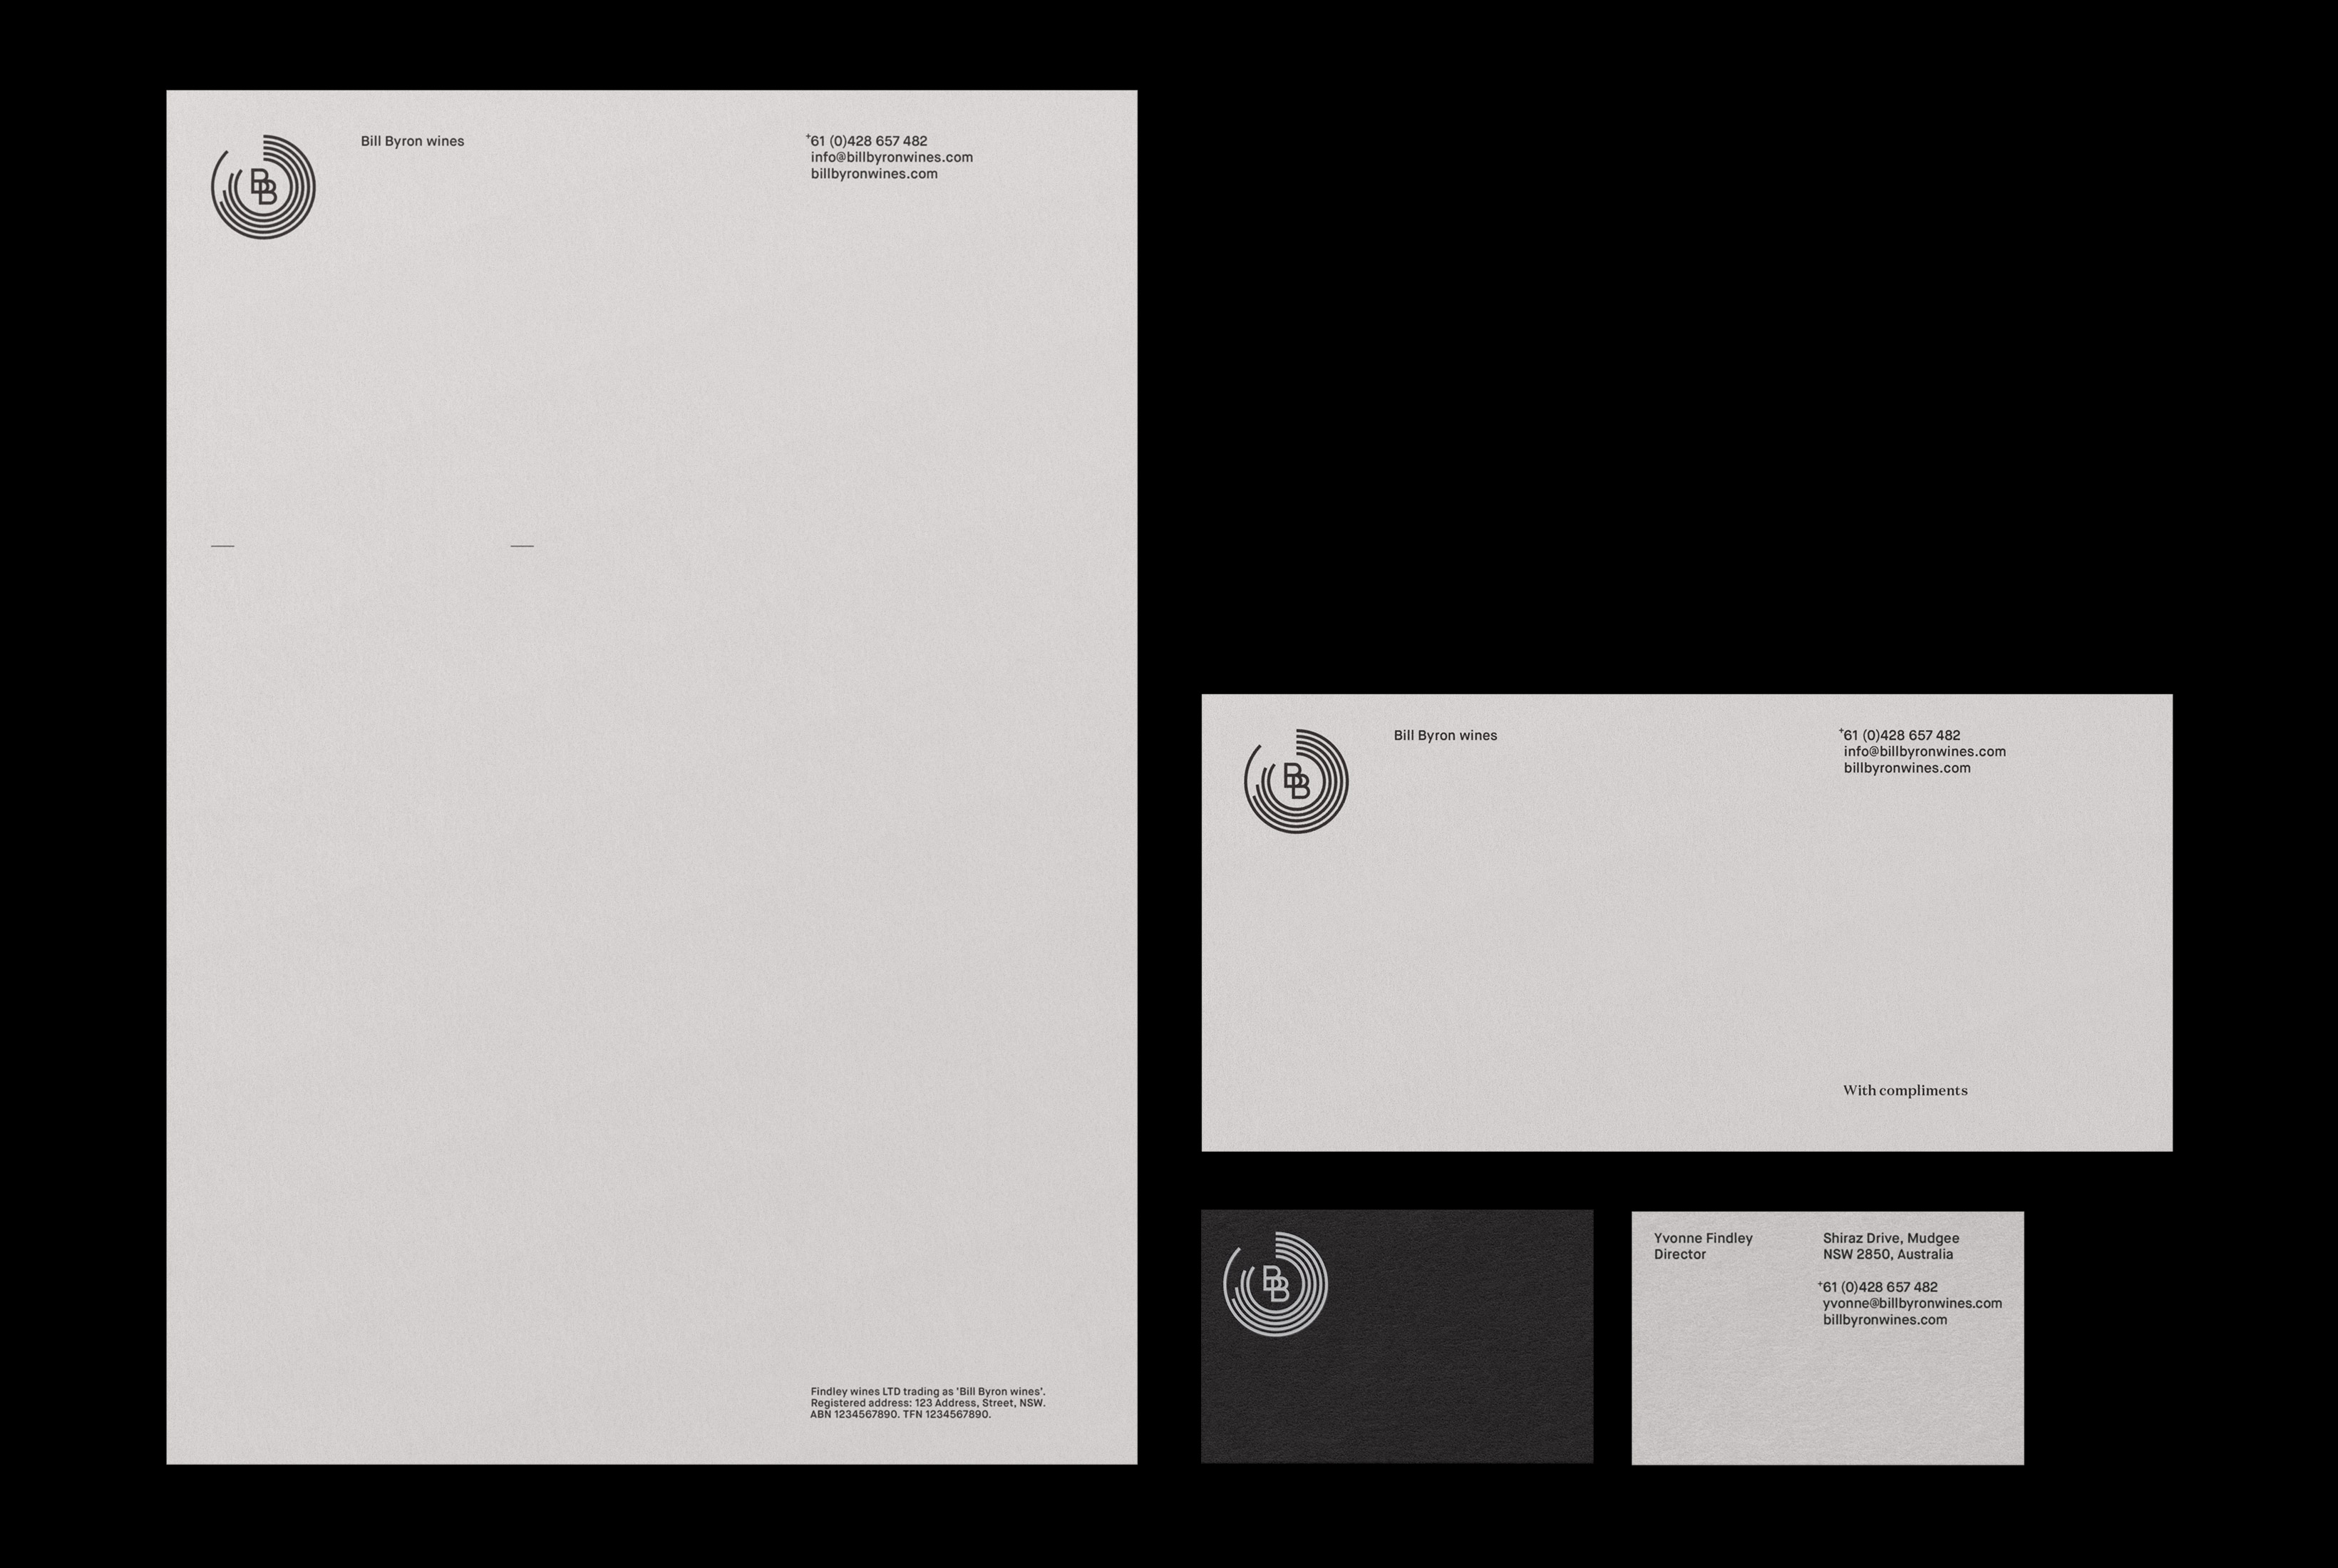 BB
Bill Byron wines
+61 (0)428 657 482
info@billbyronwines.com
billbyronwines.com
Findley wines LTD trading as 'Bill Byron wines'.
Registered address: 123 Address, Street, NSW.
ABN 1234567890. TFN 1234567890.
BB
Bill Byron wines
+61 (0)428 657 482
info@billbyronwines.com
billbyronwines.com
With compliments
BB
Yvonne Findley
Director
Shiraz Drive, Mudgee
NSW 2850, Australia
+61 (0)428 657 482
yvonne@billbyronwines.com
billbyronwines.com